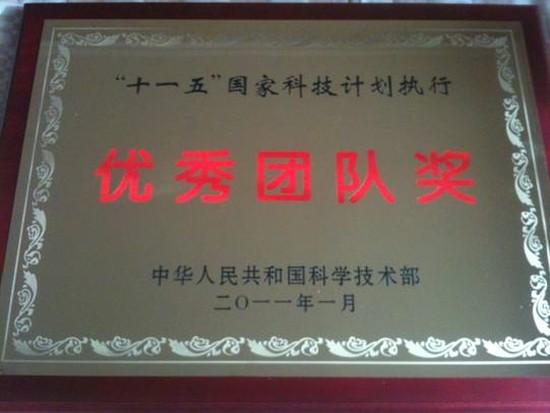 “十一五”国家科技计划执行
优秀团队奖
中华人民共和国科学技术部
二〇一一年一月